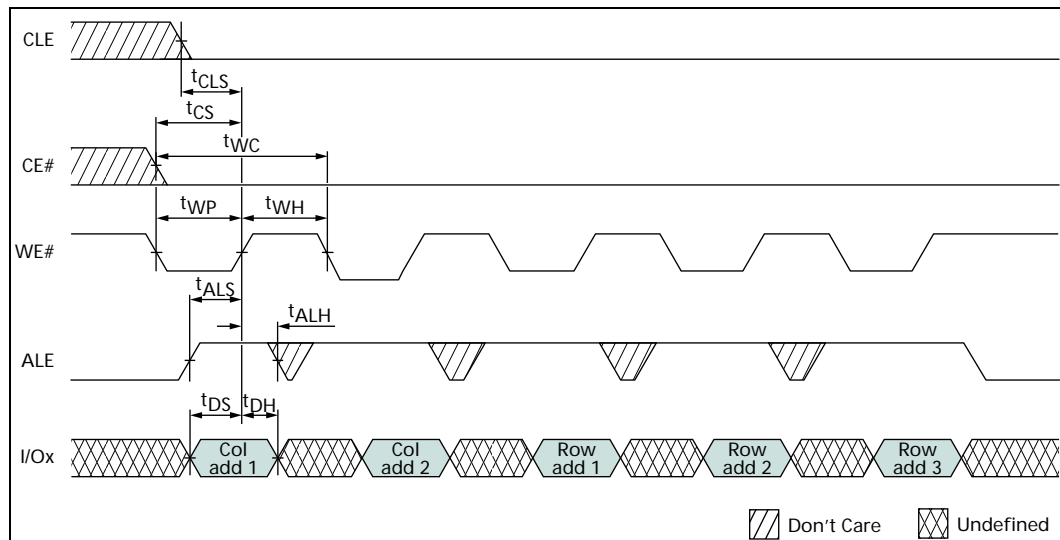 CLE
tCLS
tCS
tWC
CE#
tWP
tWH
WE#
tALS
tALH
ALE
tDS
tDH
I/Ox
Col
add 1
Col
add 2
Row
add 1
Row
add 2
Row
add 3
Don't Care
Undefined